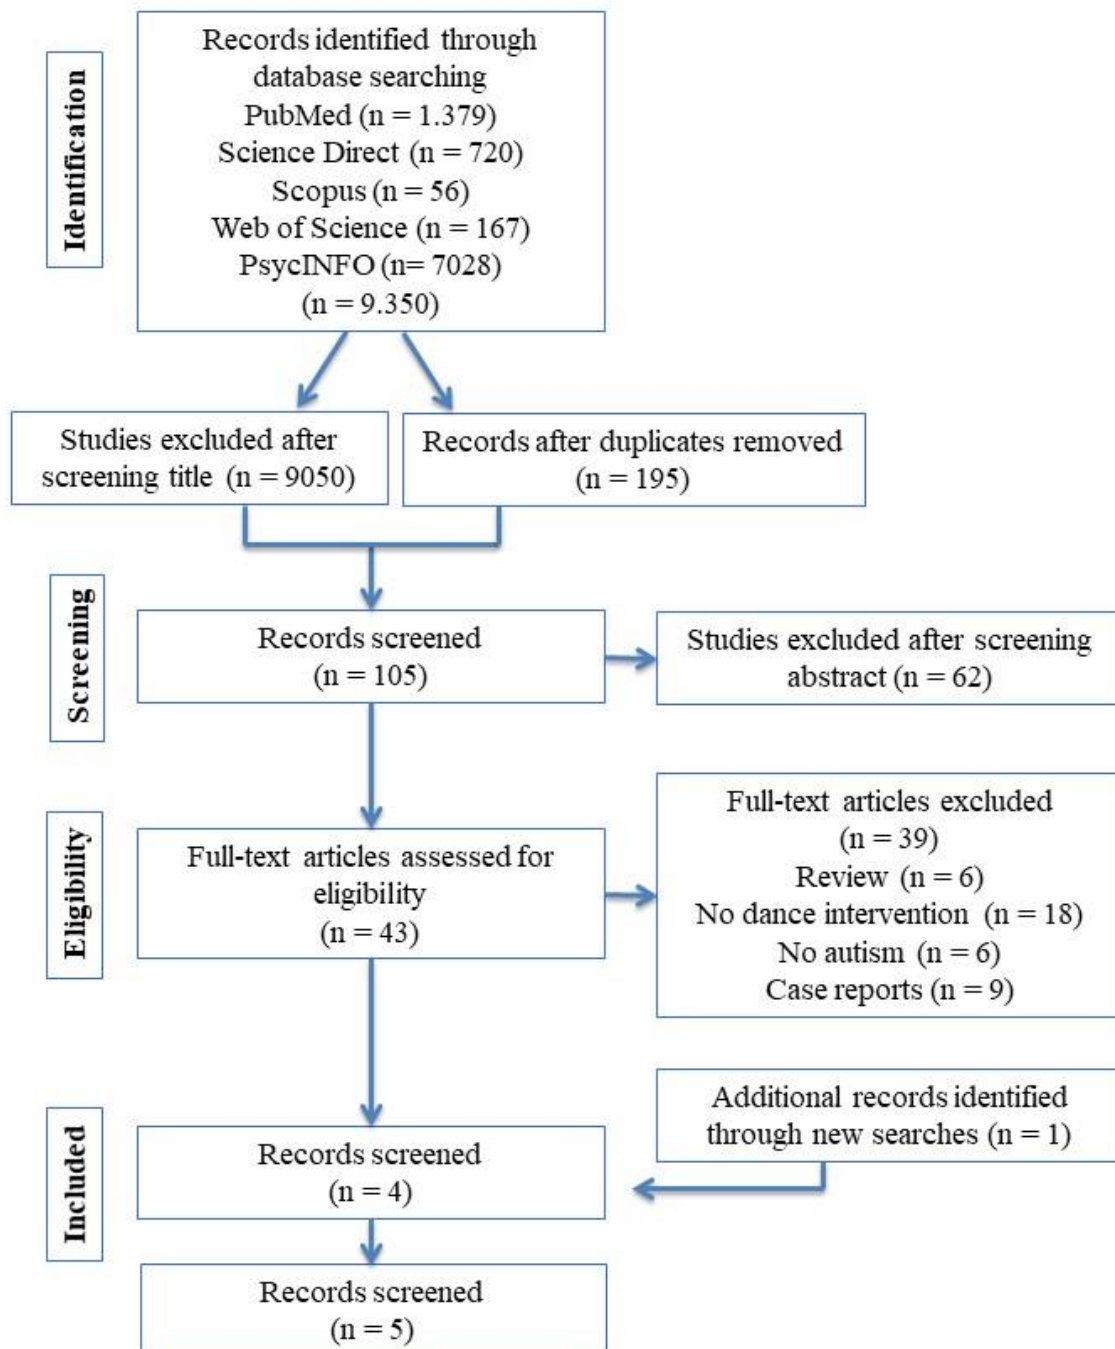 Identification
Records identified through
database searching
PubMed (n = 1.379)
Science Direct (n = 720)
Scopus (n = 56)
Web of Science (n = 167)
PsycINFO (n= 7028)
(n = 9.350)
Studies excluded after
screening title (n = 9050)
Records after duplicates removed
(n = 195)
Screening
Records screened
(n = 105)
Studies excluded after screening
abstract (n = 62)
Eligibility
Full-text articles assessed for
eligibility
(n = 43)
Full-text articles excluded
(n = 39)
Review (n = 6)
No dance intervention (n = 18)
No autism (n = 6)
Case reports (n = 9)
Included
Additional records identified
through new searches (n = 1)
Records screened
(n = 4)
Records screened
(n = 5)